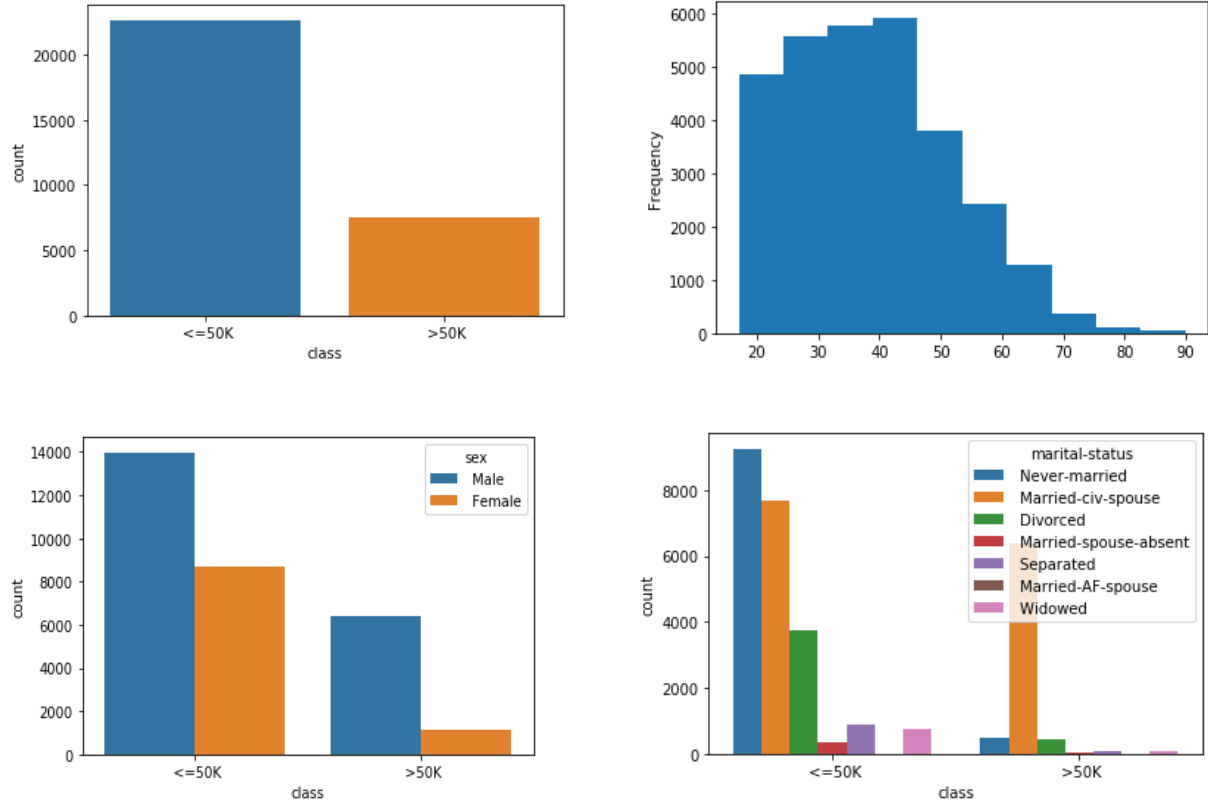 20000
15000
10000
5000
0
count
<=50K
>50K
class
6000
5000
4000
3000
2000
1000
0
Frequency
20 30 40 50 60 70 80 90
14000
12000
10000
8000
6000
4000
2000
0
count
sex
Male
Female
<=50K
>50K
class
8000
6000
4000
2000
0
count
marital-status
Never-married
Married-civ-spouse
Divorced
Married-spouse-absent
Separated
Married-AF-spouse
Widowed
<=50K
>50K
class